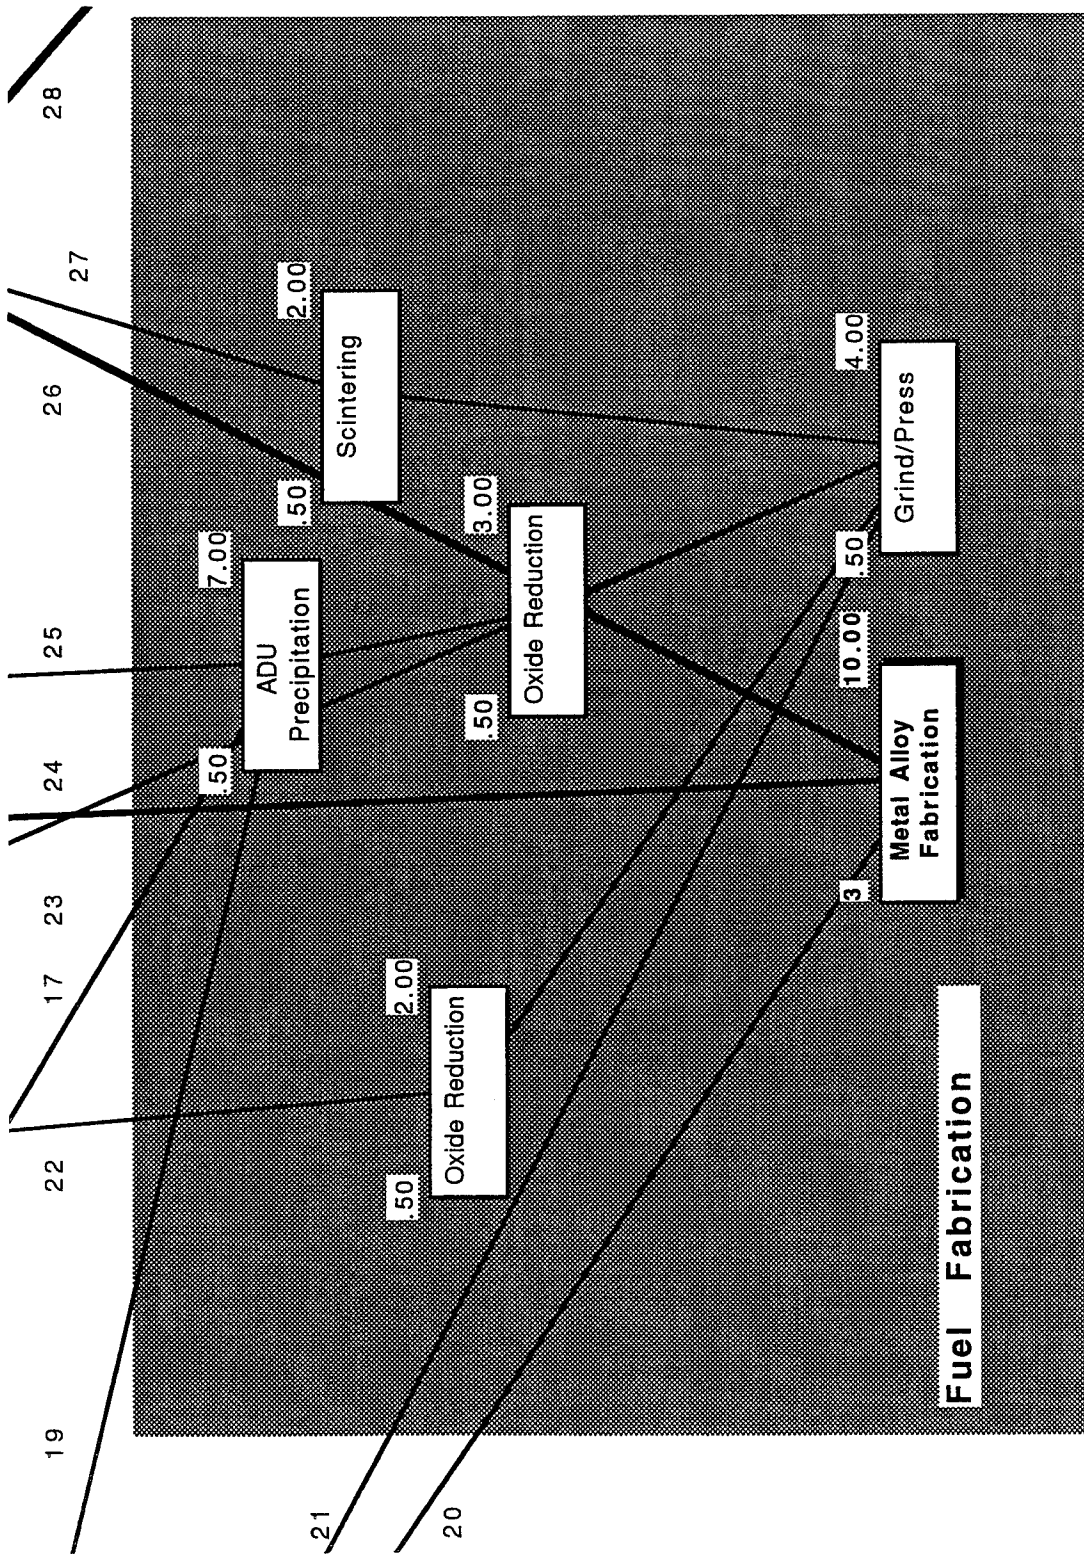 19
22
17
23
24
25
26
27
28
21
20
.50
7.00
ADU
Precipitation
.50
2.00
Scintering
.50
2.00
Oxide Reduction
.50
3.00
Oxide Reduction
3
10.00
Metal Alloy
Fabrication
.50
4.00
Grind/Press
Fuel Fabrication